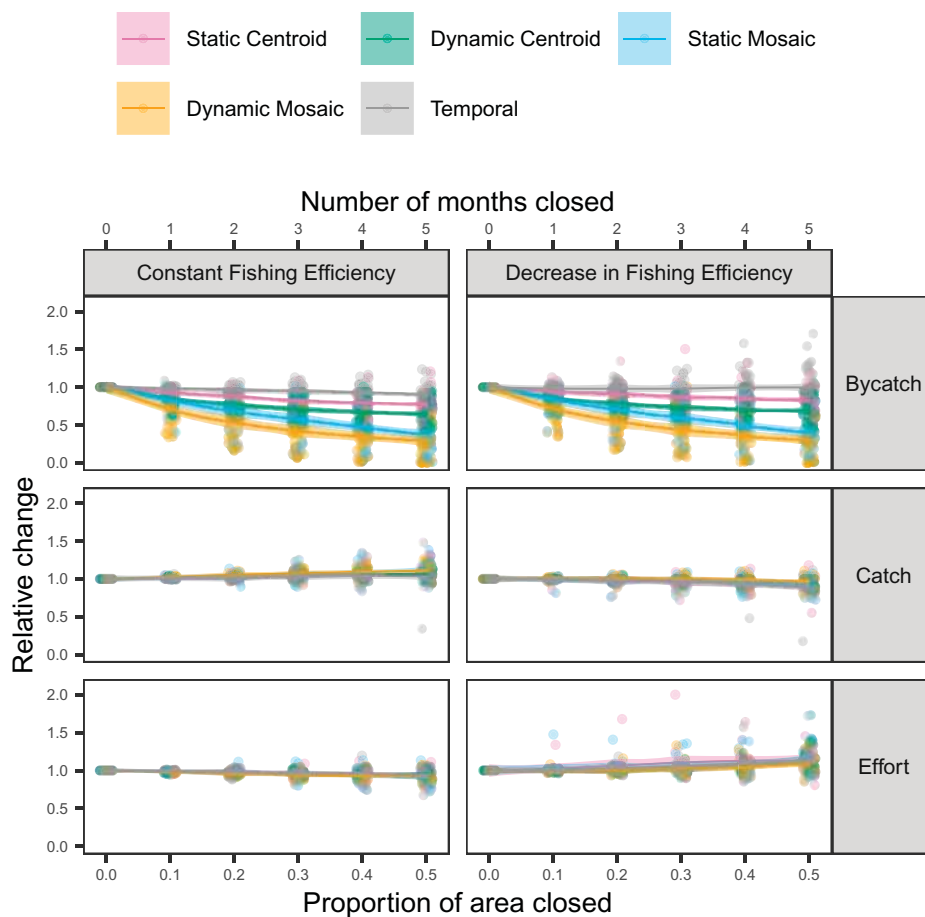 Static Centroid Dynamic Centroid Static Mosaic
Dynamic Mosaic Temporal
Number of months closed
0 1 2 3 4 5 0 1 2 3 4 5
Constant Fishing Efficiency Decrease in Fishing Efficiency
Relative change
2.0
1.5
1.0
0.5
0.0
Bycatch
2.0
1.5
1.0
0.5
0.0
Catch
2.0
1.5
1.0
0.5
0.0
Effort
0.0 0.1 0.2 0.3 0.4 0.5 0.0 0.1 0.2 0.3 0.4 0.5
Proportion of area closed